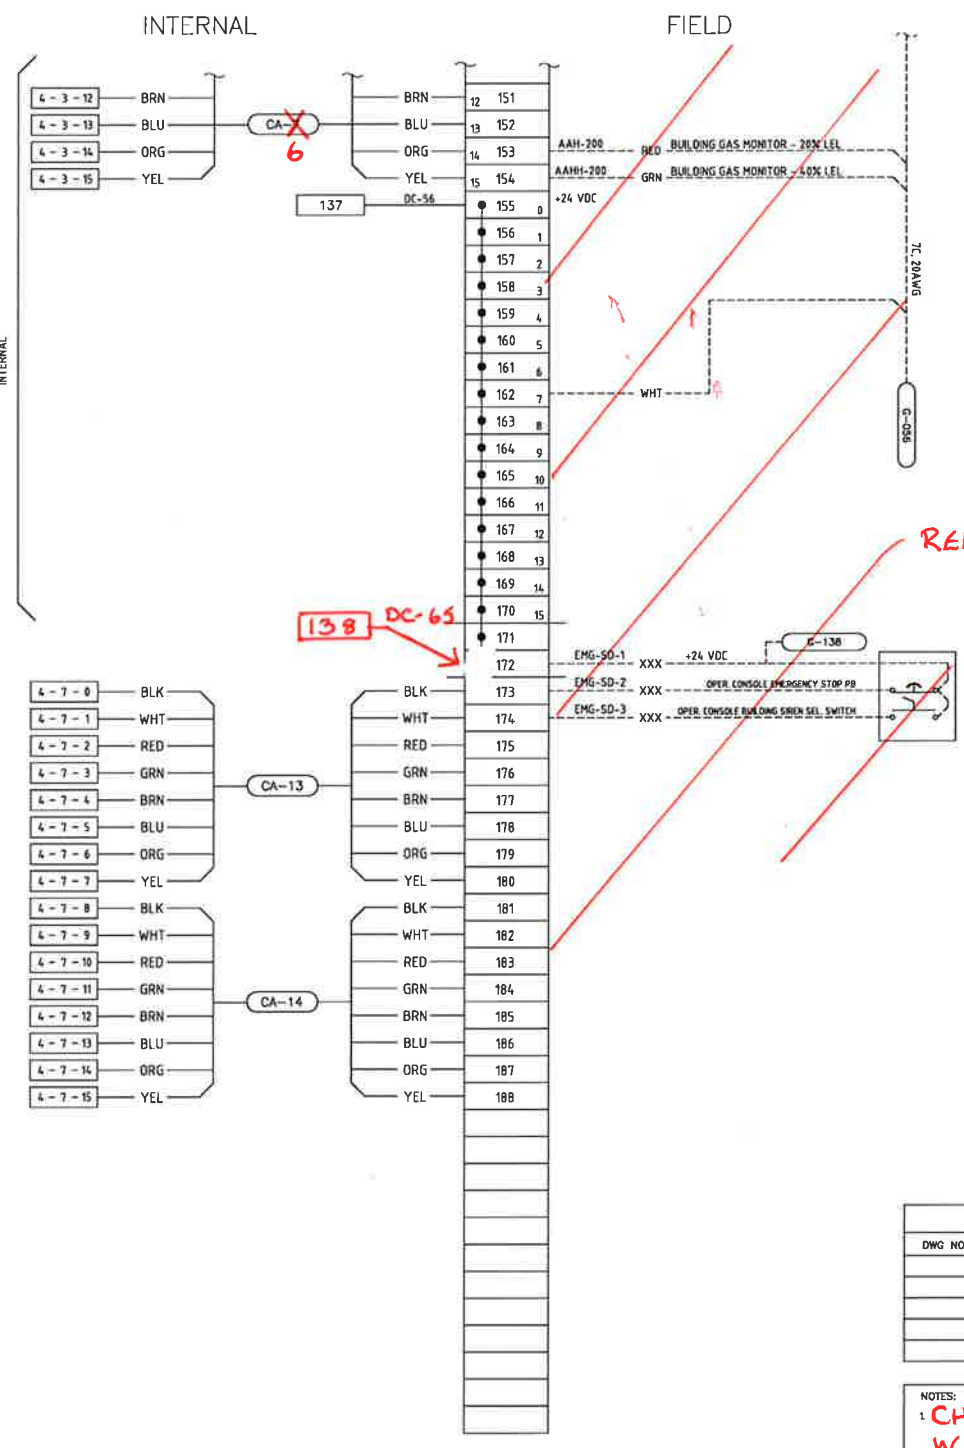 INTERNAL FIELD
4-3-12 BRN BRN 12 151
4-3-13 BLU CA- BLU 13 152
6
4-3-14 ORG ORG 14 153 AAH-200 RED BUILDING GAS MONITOR - 20% LEL
4-3-15 YEL YEL 15 154 AAHH-200 GRN BUILDING GAS MONITOR - 40% LEL
137 DC-56 155 0 +24 VDC
156 1
7C, 20AWG
157 2
158 3
159 4
160 5
INTERNAL
161 6
162 7 WHT
163 8
G-056
164 9
165 10
166 11
167 12
168 13
169 14
170 15
138 DC-65
171
G-138
172 EMG-SD-1 XXX +24 VDC
4-7-0 BLK BLK 173 EMG-SD-2 XXX OPER. CONSOLE EMERGENCY STOP PB
4-7-1 WHT WHT 174 EMG-SD-3 XXX OPER. CONSOLE BUILDING SIREN SEL. SWITCH
4-7-2 RED RED 175
4-7-3 GRN GRN 176
CA-13
4-7-4 BRN BRN 177
4-7-5 BLU BLU 178
4-7-6 ORG ORG 179
4-7-7 YEL YEL 180
4-7-8 BLK BLK 181
4-7-9 WHT WHT 182
4-7-10 RED RED 183
4-7-11 GRN GRN 184
CA-14
4-7-12 BRN BRN 185
4-7-13 BLU BLU 186
4-7-14 ORG ORG 187
4-7-15 YEL YEL 188
DWG NO
NOTES:
1 CH